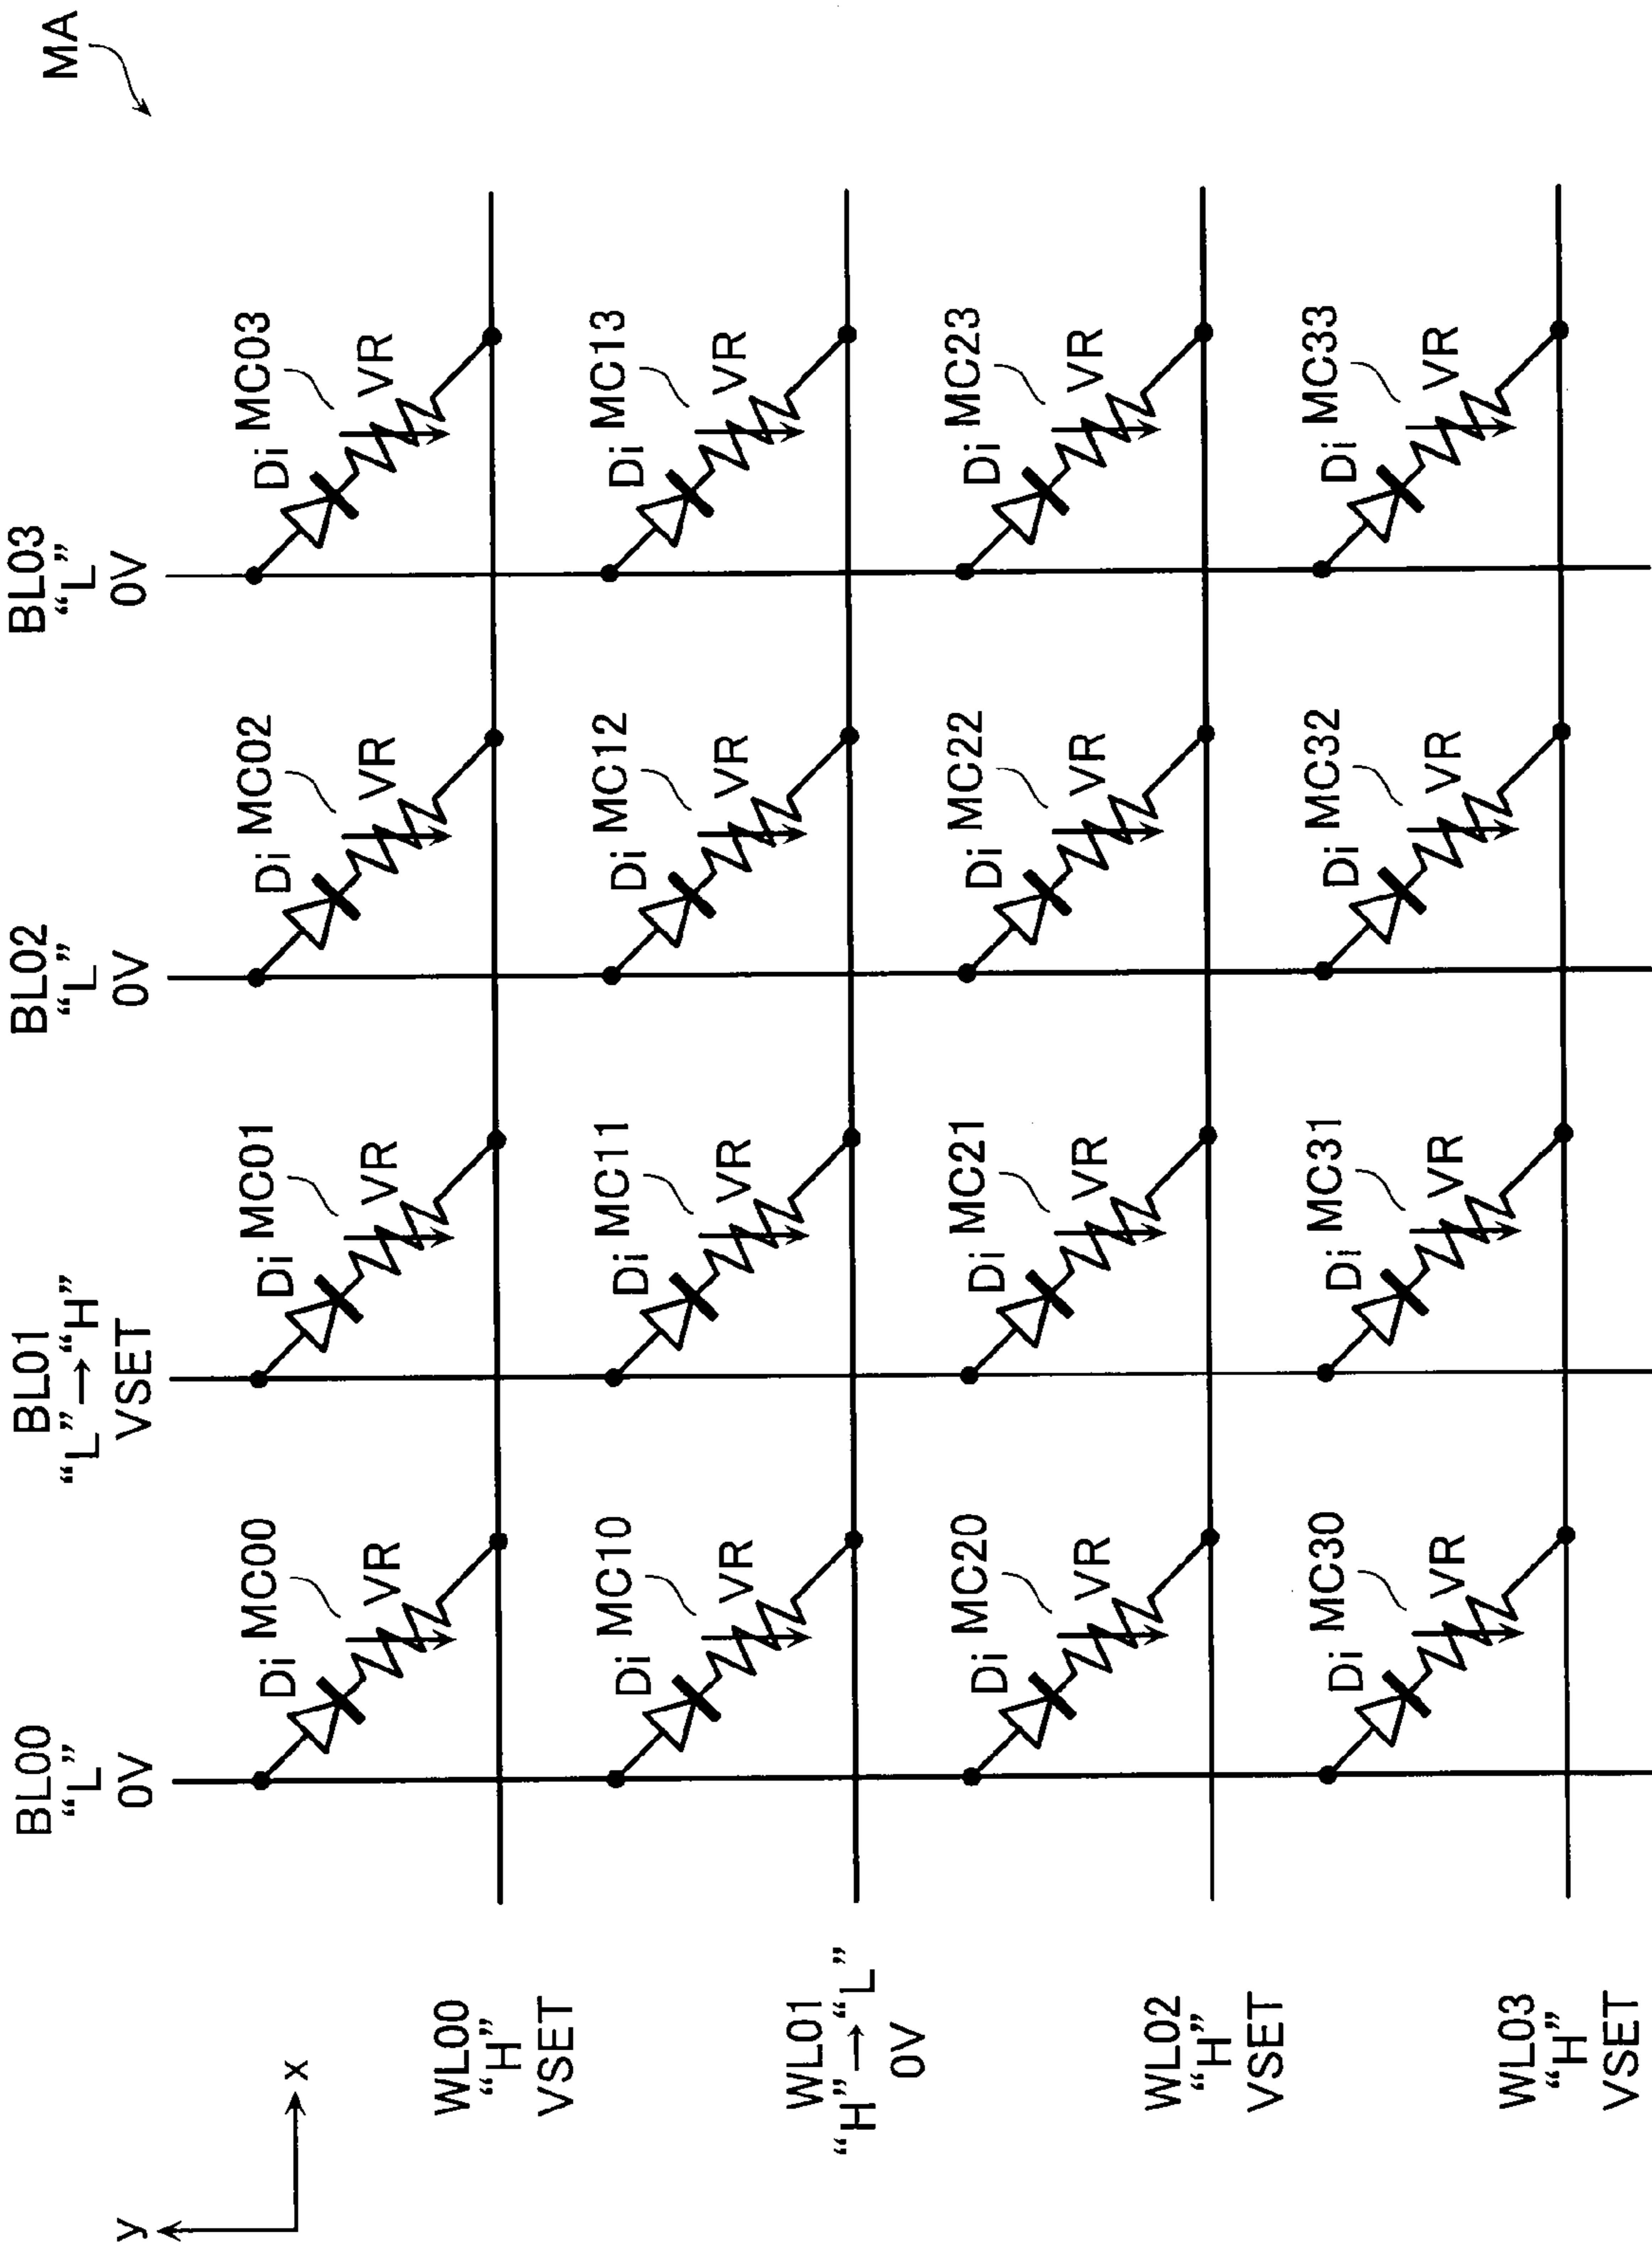 MA
BL00
“L”
0V
BL01
“L”→“H”
VSET
BL02
“L”
0V
BL03
“L”
0V
MC00
Di
VR
MC01
Di
VR
MC02
Di
VR
MC03
Di
VR
WL00
“H”
VSET
MC10
Di
VR
MC11
Di
VR
MC12
Di
VR
MC13
Di
VR
WL01
“H”→“L”
0V
MC20
Di
VR
MC21
Di
VR
MC22
Di
VR
MC23
Di
VR
WL02
“H”
VSET
MC30
Di
VR
MC31
Di
VR
MC32
Di
VR
MC33
Di
VR
WL03
“H”
VSET
y
x